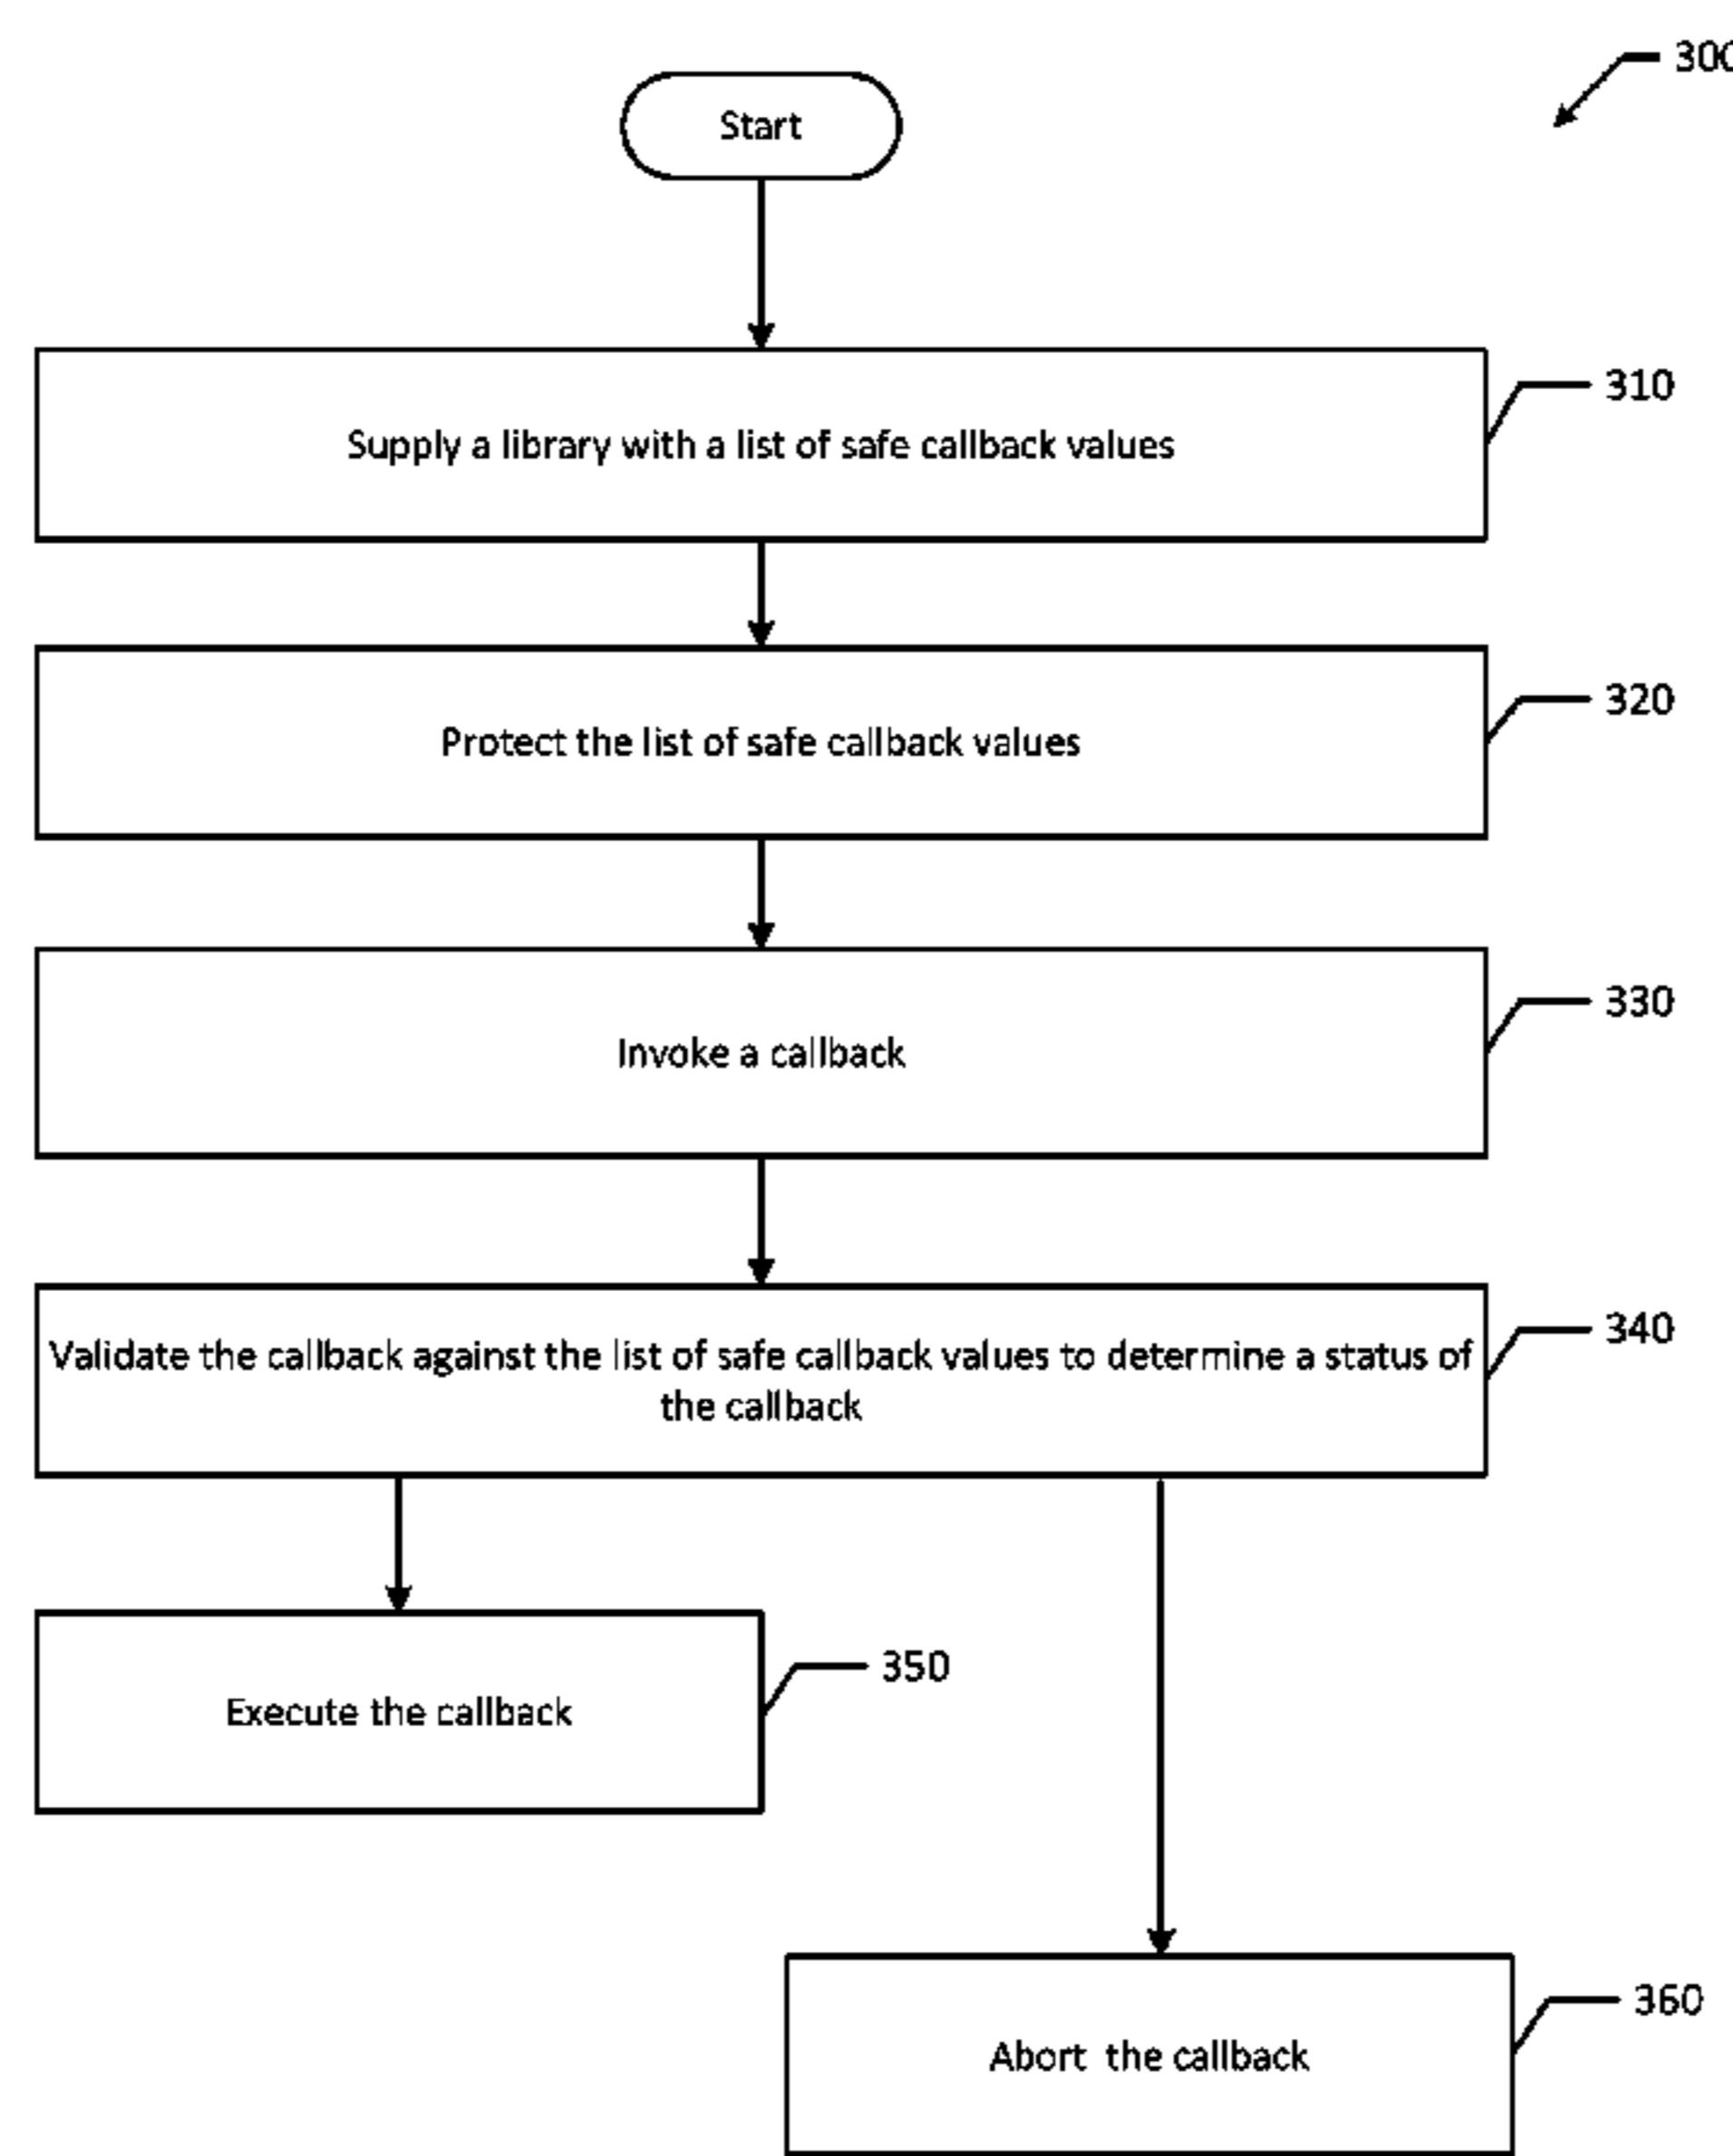 300
Start
310
Supply a library with a list of safe callback values
320
Protect the list of safe callback values
330
Invoke a callback
340
Validate the callback against the list of safe callback values to determine a status of
the callback
350
Execute the callback
360
Abort the callback